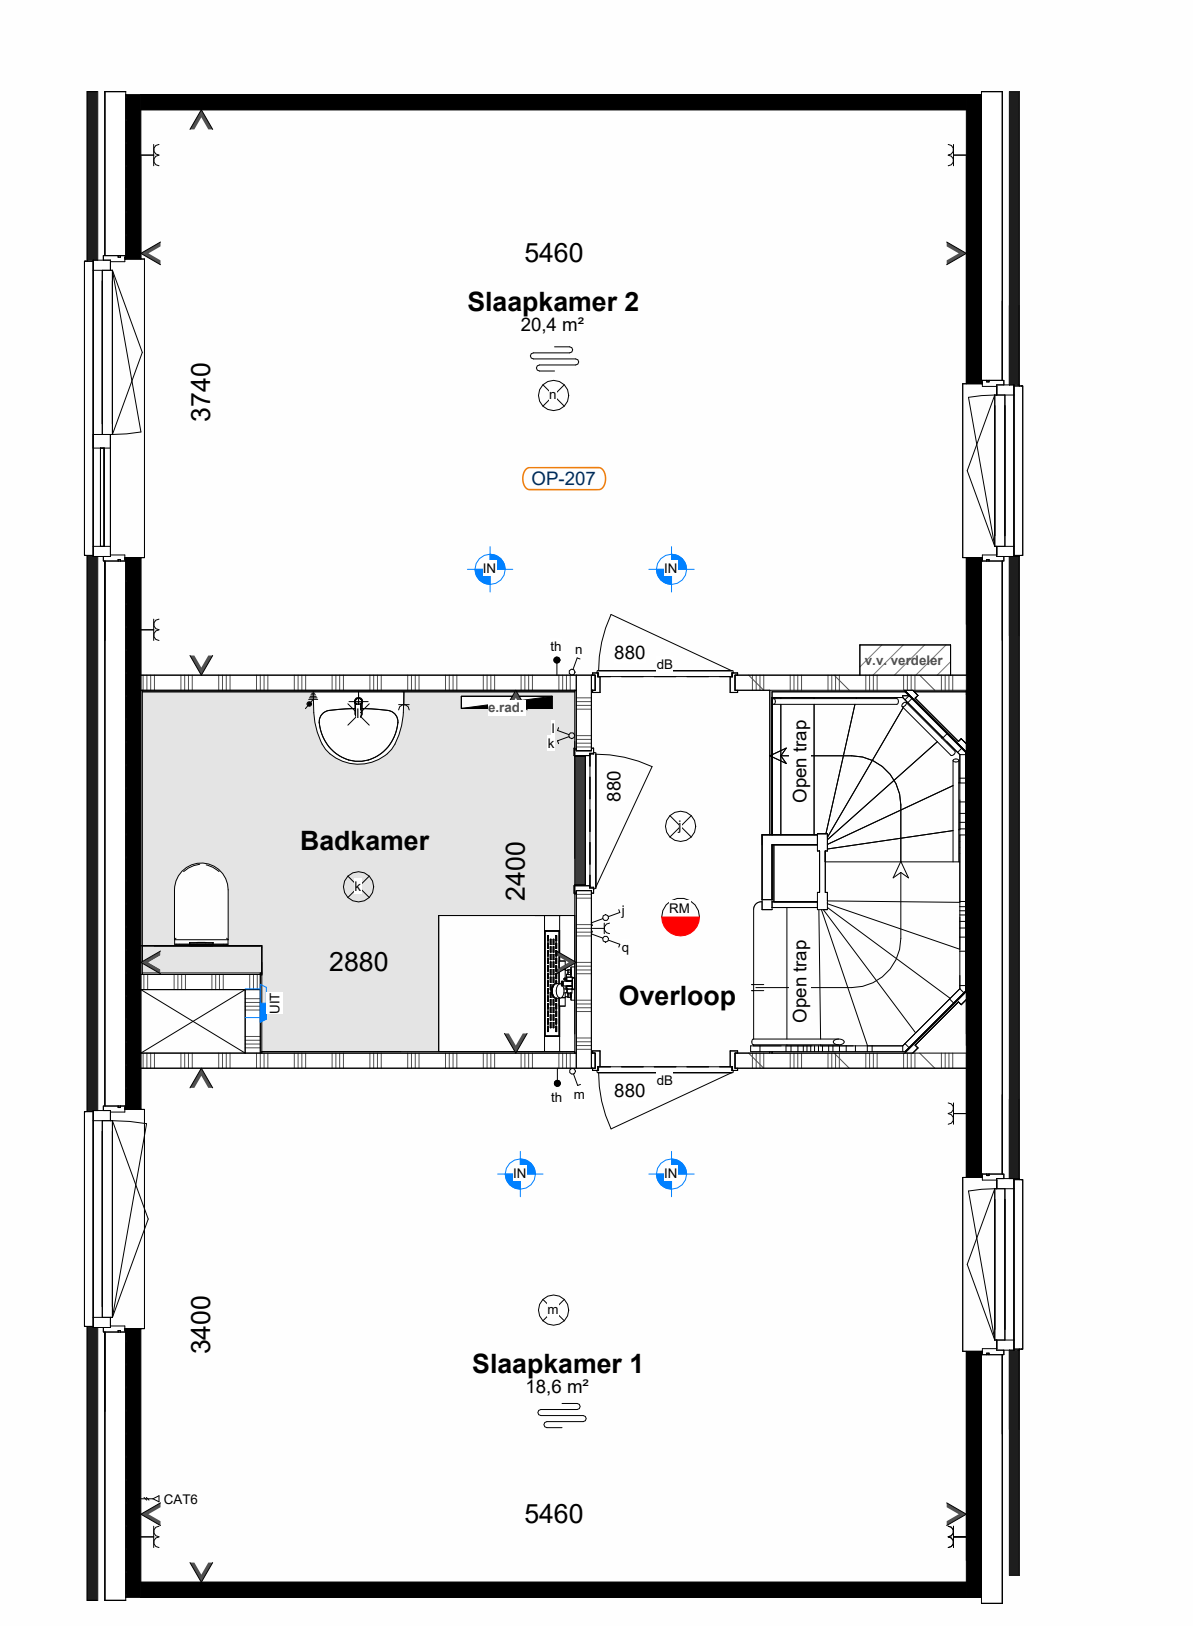 5460
Slaapkamer 2
20,4 m²
3740
n
OP-207
IN
IN
th
n
880
dB
v.v. verdeler
e.rad.
l
k
880
Open trap
j
Badkamer
2400
k
RM
j
q
2880
Overloop
Open trap
UIT
th
m
880
dB
IN
IN
m
3400
Slaapkamer 1
18,6 m²
CAT6
5460